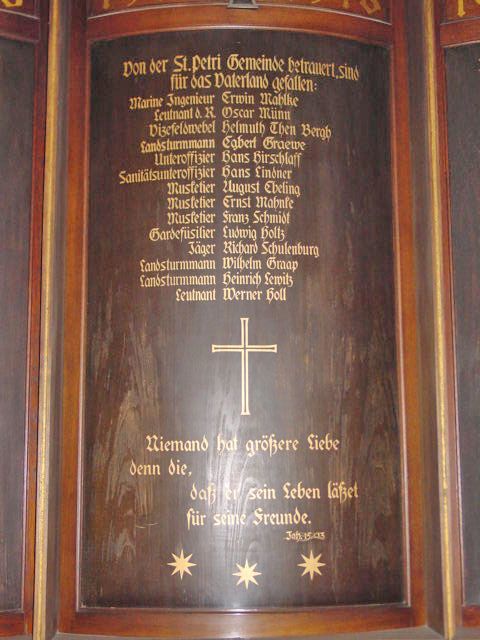 Von der St. Petri Gemeinde betrauert, sind
für das Vaterland gefallen:
Marine Ingenieur Erwin Mahlke
Leutnant d. R. Oscar Münn
Vizefeldwebel Helmuth Then Bergh
Landsturmmann Egbert Graewe
Unteroffizier Hans Hirschlaff
Sanitätsunteroffizier Hans Lindner
Musketier August Ebeling
Musketier Ernst Mahnke
Musketier Franz Schmidt
Gardefüsilier Ludwig Holtz
Jäger Richard Schulenburg
Landsturmmann Wilhelm Graap
Landsturmmann Heinrich Lewitz
Leutnant Werner Holl
Niemand hat größere Liebe
denn die,
daß er sein Leben läßet
für seine Freunde.
Joh. 15. v.13